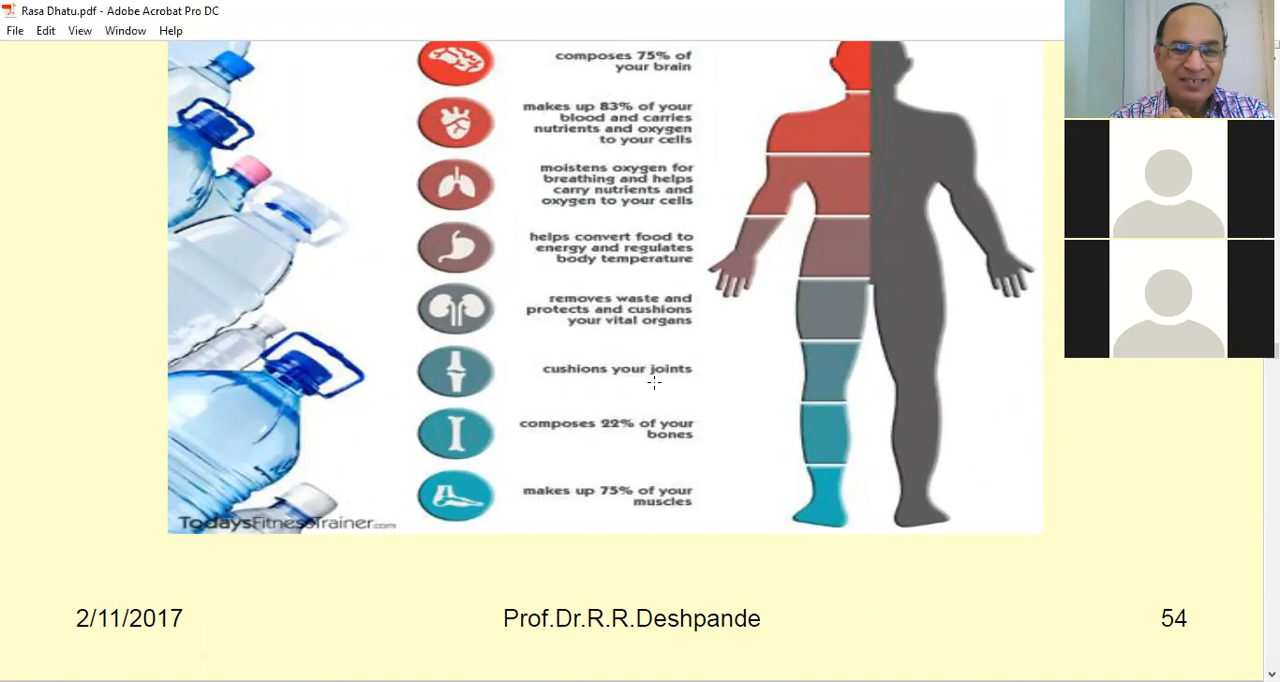 Rasa Dhatu.pdf - Adobe Acrobat Pro DC
File Edit View Window Help
composes 75% of
your brain
makes up 83% of your
blood and carries
nutrients and oxygen
to your cells
moistens oxygen for
breathing and helps
carry nutrients and
oxygen to your cells
helps convert food to
energy and regulates
body temperature
removes waste and
protects and cushions
your vital organs
cushions your joints
composes 22% of your
bones
makes up 75% of your
muscles
TodaysFitnessTrainer.com
2/11/2017 Prof.Dr.R.R.Deshpande 54